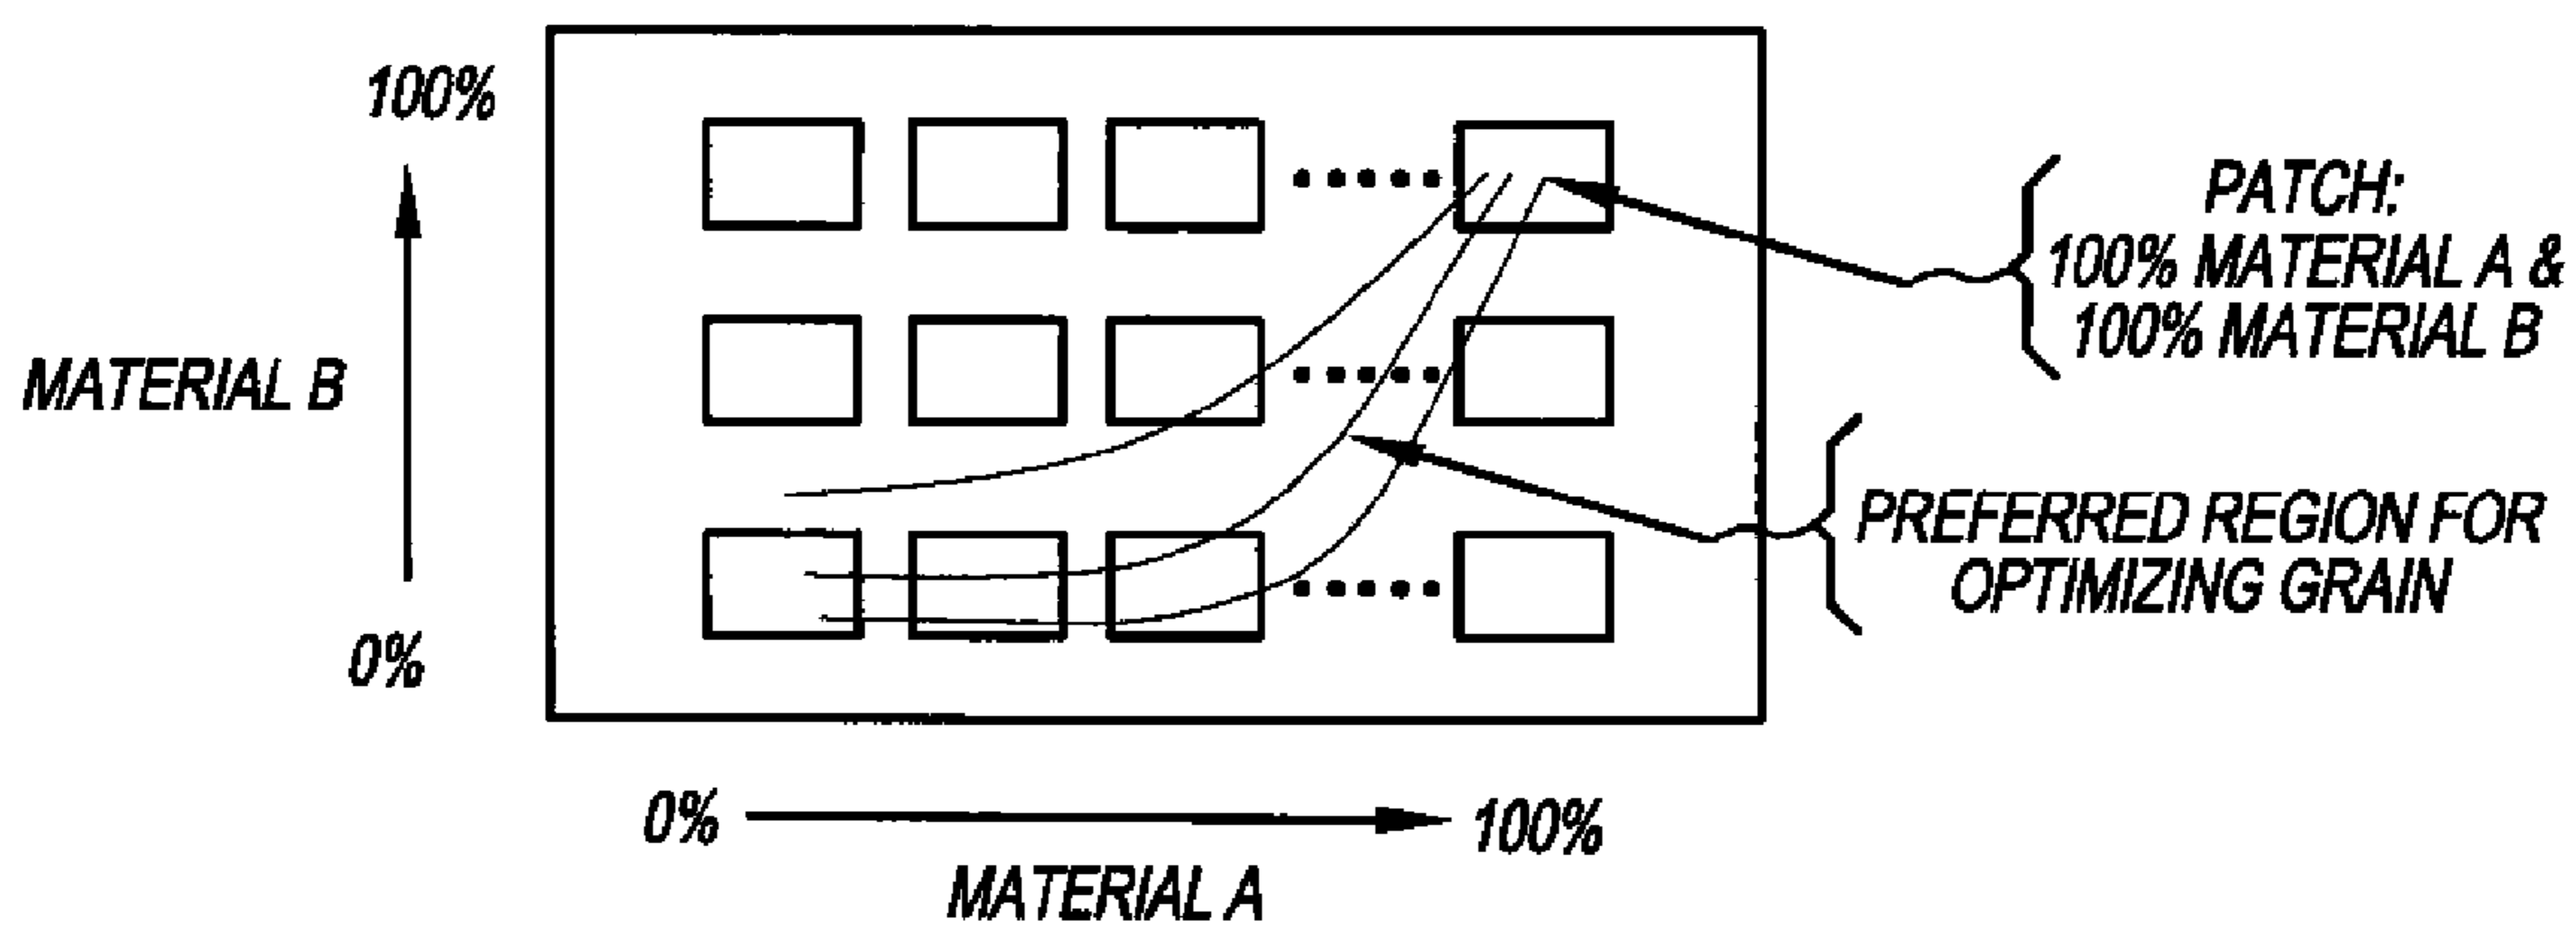 100%
MATERIAL B
0%
0%
100%
MATERIAL A
PATCH:
100% MATERIAL A &
100% MATERIAL B
PREFERRED REGION FOR
OPTIMIZING GRAIN